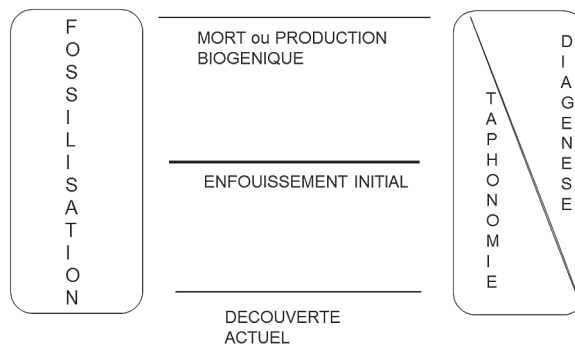 FOSSILISATION
MORT ou PRODUCTION
BIOGENIQUE
ENFOUISSEMENT INITIAL
DECOUVERTE
ACTUEL
TAPHONOMIE
DIAGENESE